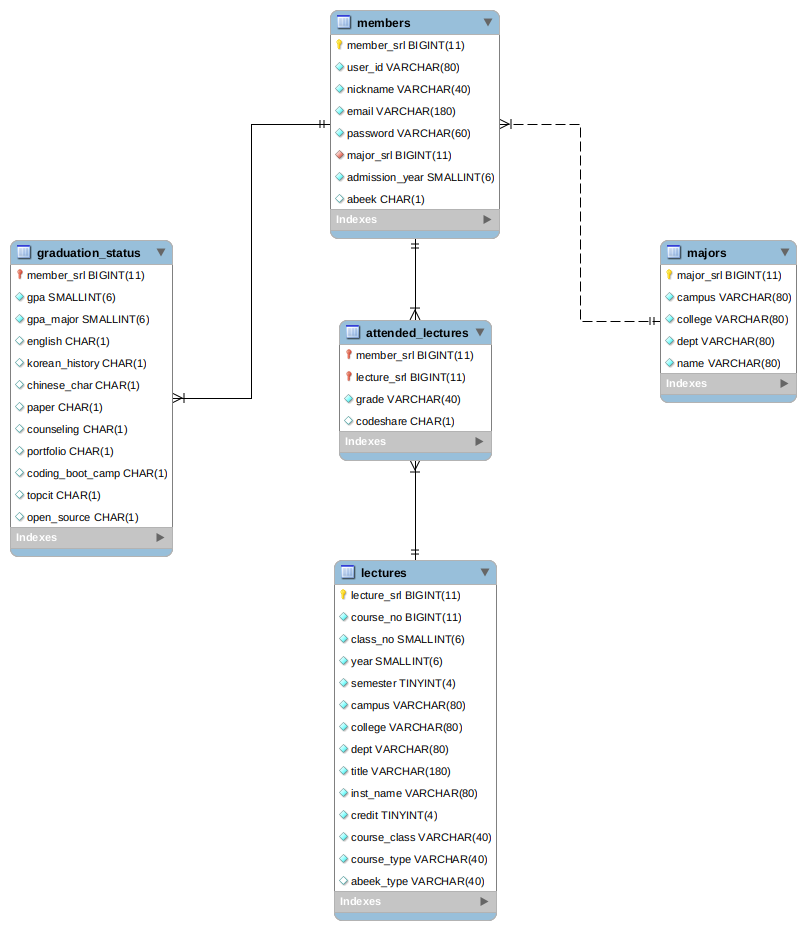 members
member_srl BIGINT(11)
user_id VARCHAR(80)
nickname VARCHAR(40)
email VARCHAR(180)
password VARCHAR(60)
major_srl BIGINT(11)
admission_year SMALLINT(6)
abeek CHAR(1)
Indexes
graduation_status
member_srl BIGINT(11)
gpa SMALLINT(6)
gpa_major SMALLINT(6)
english CHAR(1)
korean_history CHAR(1)
chinese_char CHAR(1)
paper CHAR(1)
counseling CHAR(1)
portfolio CHAR(1)
coding_boot_camp CHAR(1)
topcit CHAR(1)
open_source CHAR(1)
Indexes
majors
major_srl BIGINT(11)
campus VARCHAR(80)
college VARCHAR(80)
dept VARCHAR(80)
name VARCHAR(80)
Indexes
attended_lectures
member_srl BIGINT(11)
lecture_srl BIGINT(11)
grade VARCHAR(40)
codeshare CHAR(1)
Indexes
lectures
lecture_srl BIGINT(11)
course_no BIGINT(11)
class_no SMALLINT(6)
year SMALLINT(6)
semester TINYINT(4)
campus VARCHAR(80)
college VARCHAR(80)
dept VARCHAR(80)
title VARCHAR(180)
inst_name VARCHAR(80)
credit TINYINT(4)
course_class VARCHAR(40)
course_type VARCHAR(40)
abeek_type VARCHAR(40)
Indexes